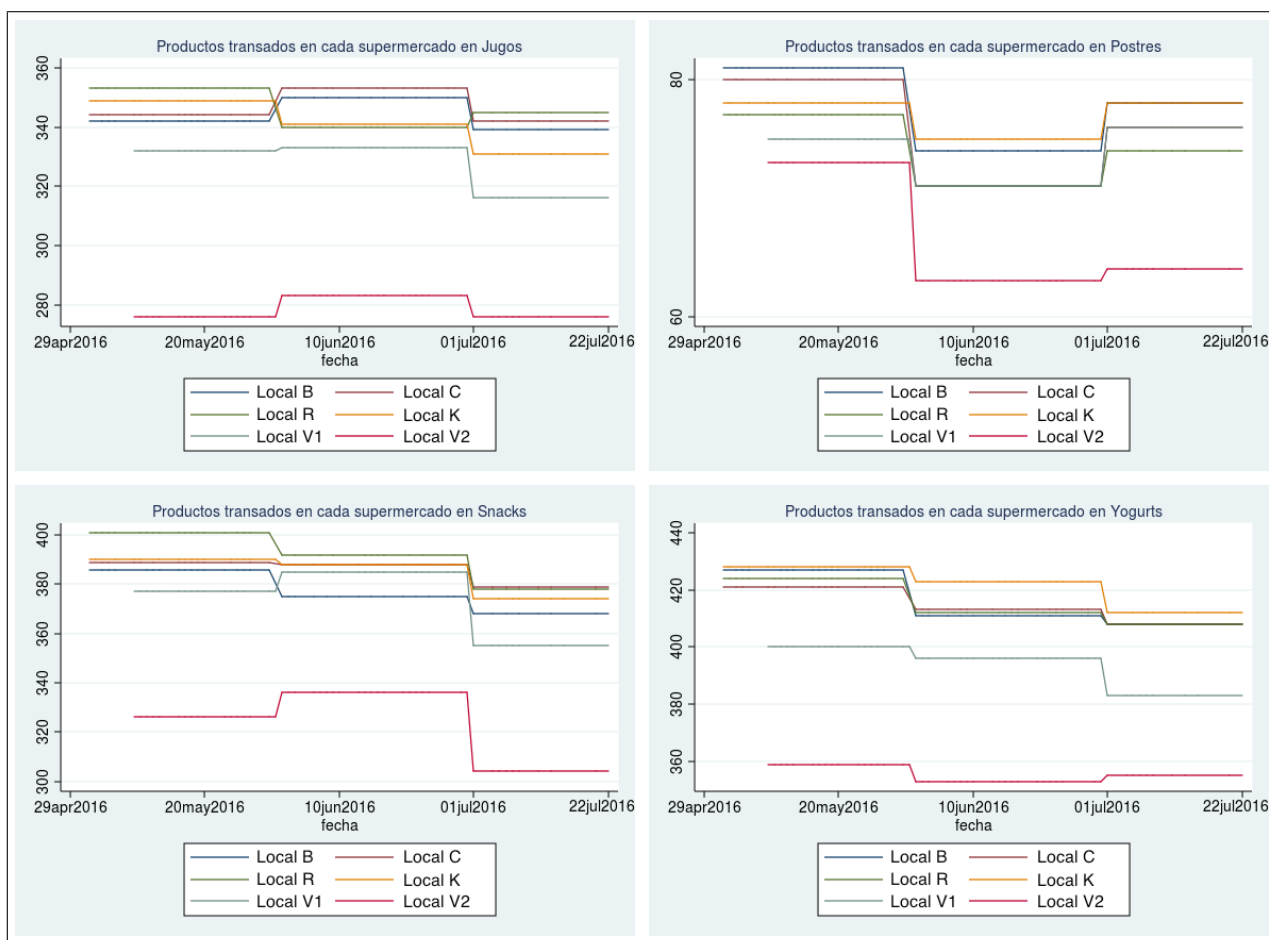 Productos transados en cada supermercado en Jugos
360
340
320
300
280
29apr2016 20may2016 10jun2016 01jul2016 22jul2016
fecha
Local B Local C
Local R Local K
Local V1 Local V2
Productos transados en cada supermercado en Postres
80
60
29apr2016 20may2016 10jun2016 01jul2016 22jul2016
fecha
Local B Local C
Local R Local K
Local V1 Local V2
Productos transados en cada supermercado en Snacks
400
380
360
340
320
300
29apr2016 20may2016 10jun2016 01jul2016 22jul2016
fecha
Local B Local C
Local R Local K
Local V1 Local V2
Productos transados en cada supermercado en Yogurts
440
420
400
380
360
29apr2016 20may2016 10jun2016 01jul2016 22jul2016
fecha
Local B Local C
Local R Local K
Local V1 Local V2